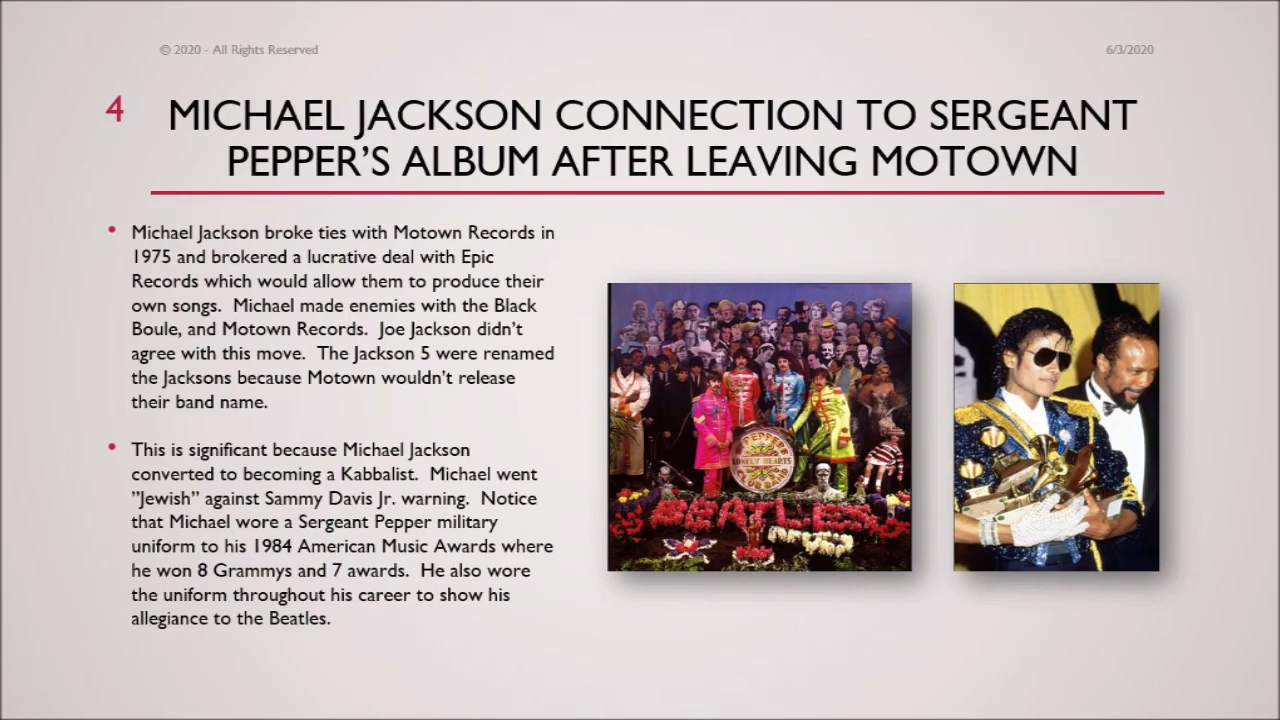 © 2020 - All Rights Reserved
6/3/2020
4
MICHAEL JACKSON CONNECTION TO SERGEANT
PEPPER'S ALBUM AFTER LEAVING MOTOWN
• Michael Jackson broke ties with Motown Records in
1975 and brokered a lucrative deal with Epic
Records which would allow them to produce their
own songs.  Michael made enemies with the Black
Boule, and Motown Records.  Joe Jackson didn't
agree with this move.  The Jackson 5 were renamed
the Jacksons because Motown wouldn't release
their band name.
• This is significant because Michael Jackson
converted to becoming a Kabbalist.  Michael went
"Jewish" against Sammy Davis Jr. warning.  Notice
that Michael wore a Sergeant Pepper military
uniform to his 1984 American Music Awards where
he won 8 Grammys and 7 awards.  He also wore
the uniform throughout his career to show his
allegiance to the Beatles.
LONELY HEARTS
CLUB BAND
BEATLES